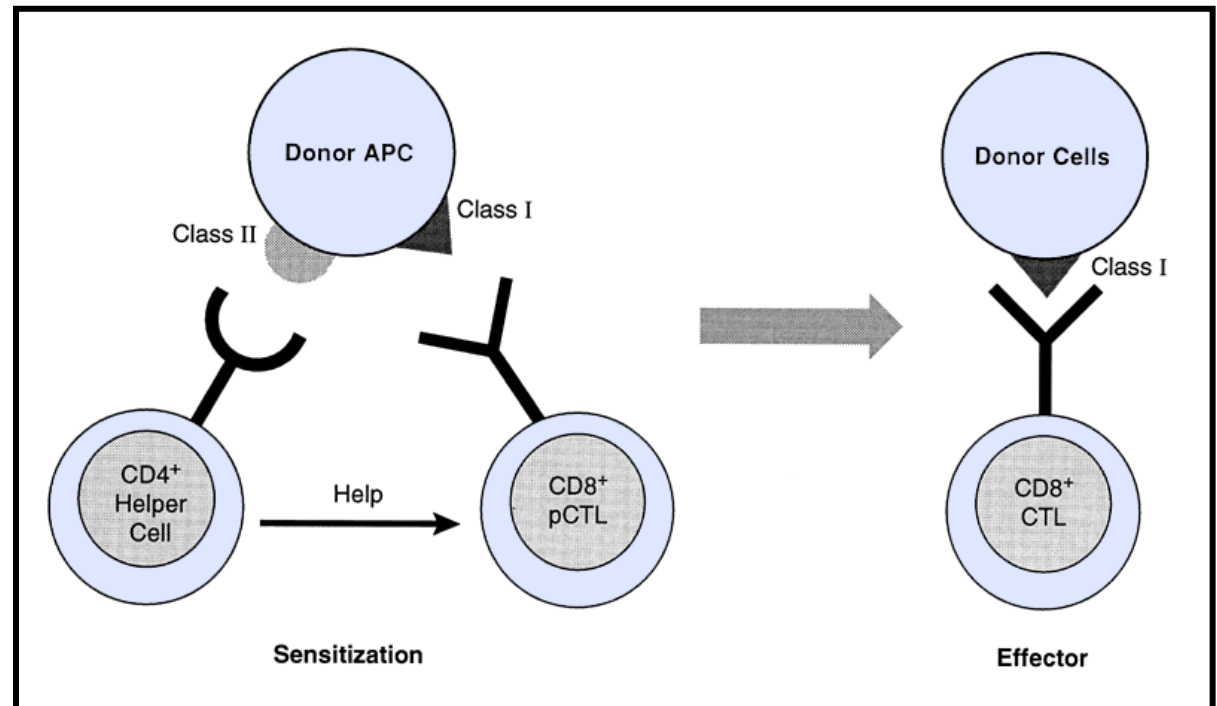 Donor APC
Class II
Class I
CD4⁺
Helper
Cell
Help
CD8⁺
pCTL
Sensitization
Donor Cells
Class I
CD8⁺
CTL
Effector